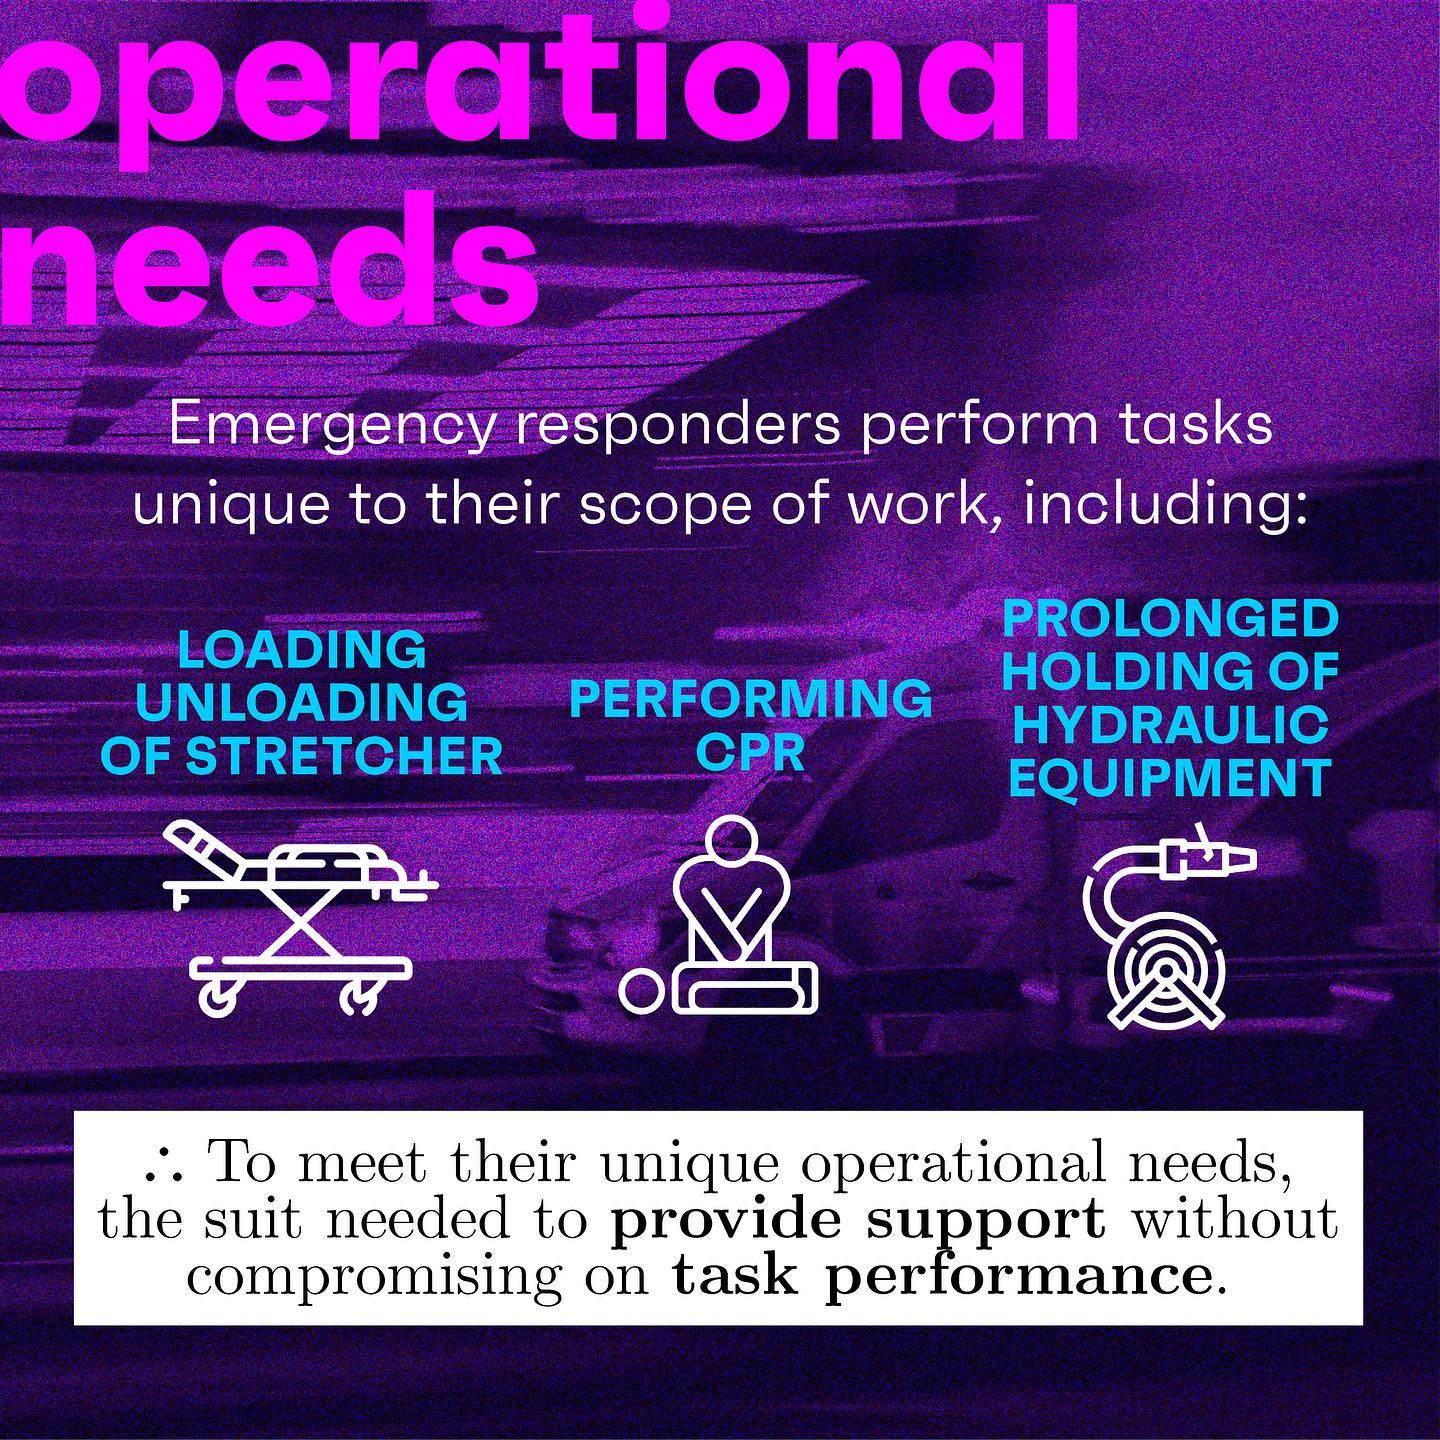 operational
needs
Emergency responders perform tasks
unique to their scope of work, including:
LOADING
UNLOADING
OF STRETCHER
PERFORMING
CPR
PROLONGED
HOLDING OF
HYDRAULIC
EQUIPMENT
∴ To meet their unique operational needs,
the suit needed to provide support without
compromising on task performance.